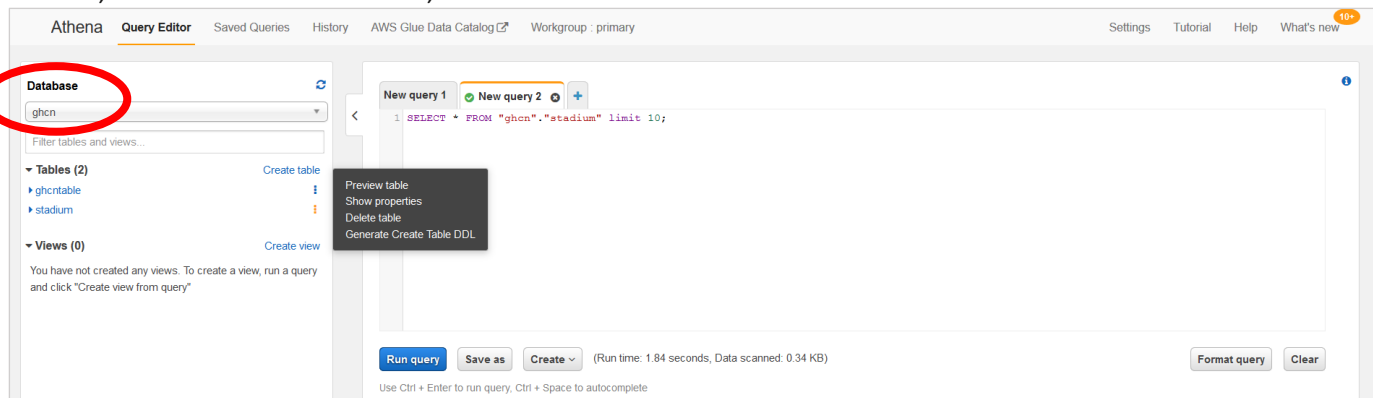 Athena Query Editor Saved Queries History AWS Glue Data Catalog Workgroup : primary Settings Tutorial Help What's new 10+
Database
ghcn
Filter tables and views...
Tables (2) Create table
ghcntable
stadium
Views (0) Create view
You have not created any views. To create a view, run a query
and click "Create view from query"
Preview table
Show properties
Delete table
Generate Create Table DDL
New query 1 New query 2 +
1 SELECT * FROM "ghcn"."stadium" limit 10;
Run query Save as Create (Run time: 1.84 seconds, Data scanned: 0.34 KB) Format query Clear
Use Ctrl + Enter to run query, Ctrl + Space to autocomplete